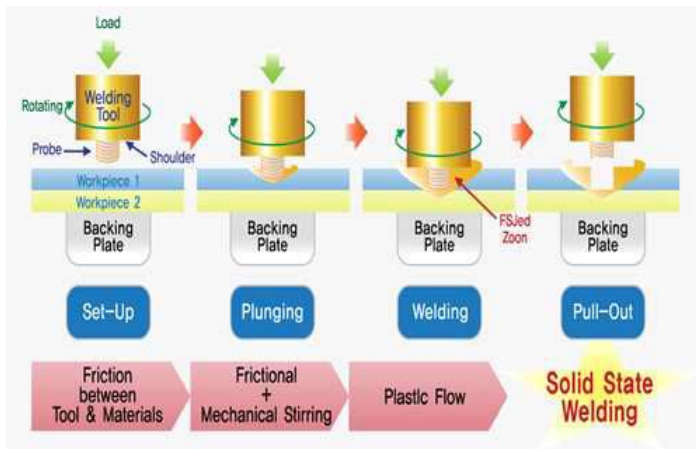 Load
Rotating
Welding
Tool
Probe
Shoulder
Workpiece 1
Workpiece 2
FSJed
Zoon
Backing
Plate
Backing
Plate
Backing
Plate
Backing
Plate
Set-Up
Plunging
Welding
Pull-Out
Friction
between
Tool & Materials
Frictional
+
Mechanical Stirring
Plastic Flow
Solid State
Welding